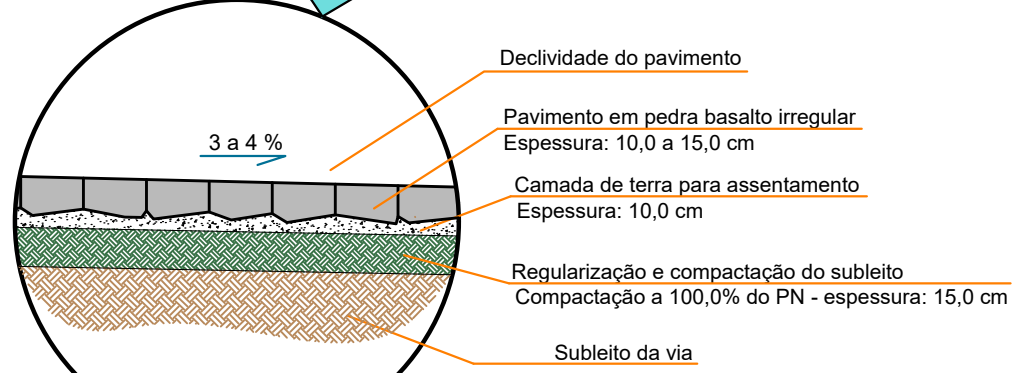 Declividade do pavimento
3 a 4 %
Pavimento em pedra basalto irregular
Espessura: 10,0 a 15,0 cm
Camada de terra para assentamento
Espessura: 10,0 cm
Regularização e compactação do subleito
Compactação a 100,0% do PN - espessura: 15,0 cm
Subleito da via